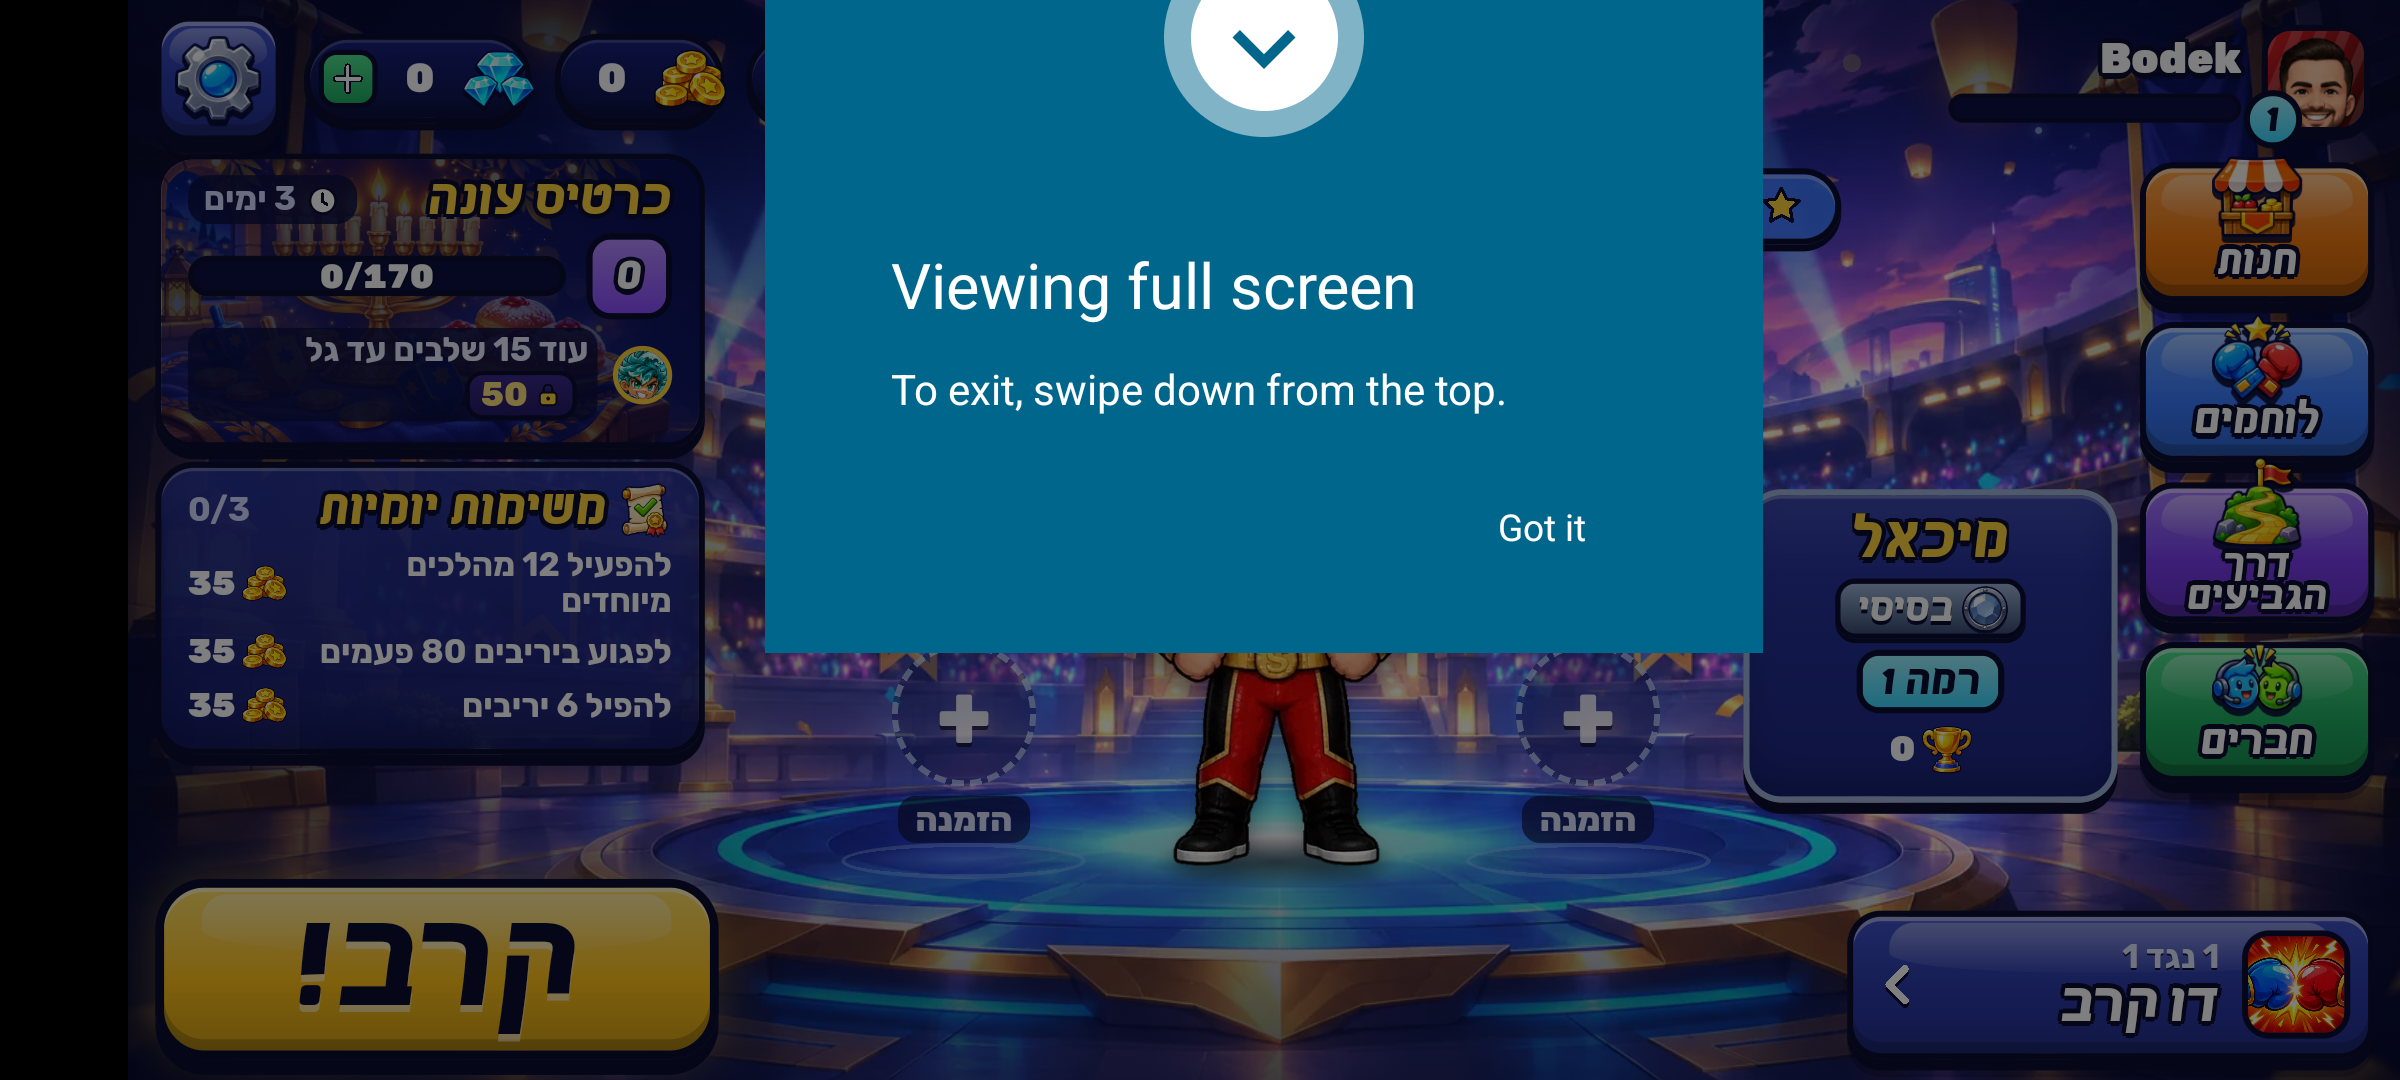 0
0
Bodek
1
כרטיס עונה
3 ימים
0/170
0
עוד 15 שלבים עד גל
50
משימות יומיות
0/3
להפעיל 12 מהלכים
מיוחדים
35
לפגוע ביריבים 80 פעמים
35
להפיל 6 יריבים
35
קרב!
Viewing full screen
To exit, swipe down from the top.
Got it
הזמנה
הזמנה
מיכאל
בסיסי
רמה 1
0
חנות
לוחמים
דרך
הגביעים
חברים
1 נגד 1
דו קרב